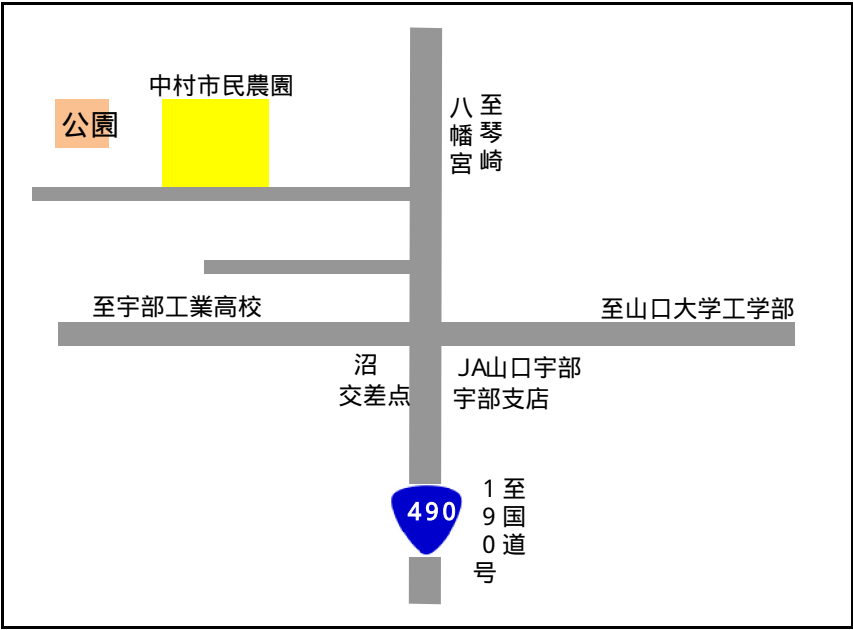 中村市民農園
公園
至琴崎
八幡宮
至宇部工業高校
至山口大学工学部
沼
交差点
JA山口宇部
宇部支店
490
至国道
190号